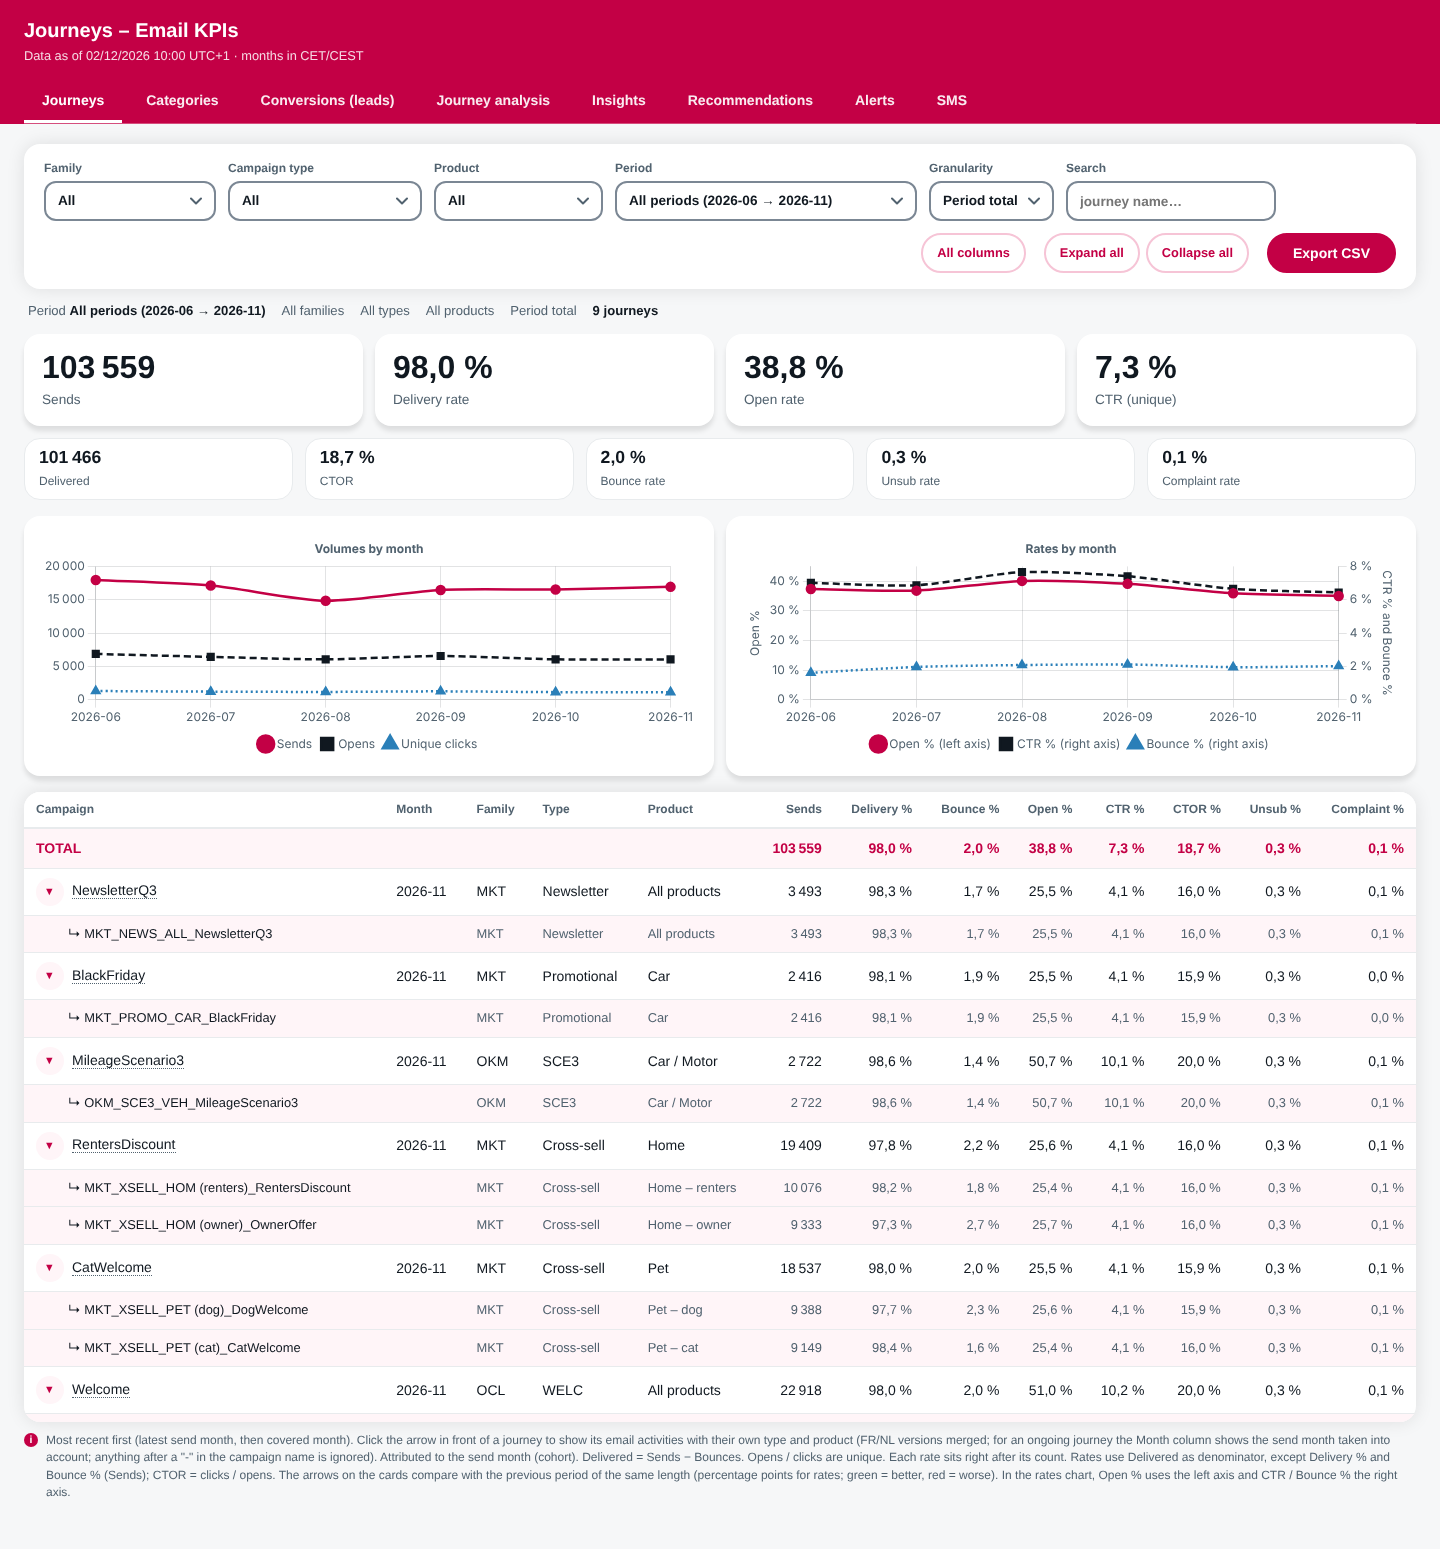 Journeys – Email KPIs
Data as of 02/12/2026 10:00 UTC+1 · months in CET/CEST
Journeys Categories Conversions (leads) Journey analysis Insights Recommendations Alerts SMS
Family Campaign type Product Period Granularity Search
All All All All periods (2026-06 → 2026-11) Period total journey name…
All columns Expand all Collapse all Export CSV
Period All periods (2026-06 → 2026-11) All families All types All products Period total 9 journeys
103 559 98,0 % 38,8 % 7,3 %
Sends Delivery rate Open rate CTR (unique)
101 466 18,7 % 2,0 % 0,3 % 0,1 %
Delivered CTOR Bounce rate Unsub rate Complaint rate
Volumes by month
20 000
15 000
10 000
5 000
0
2026-06 2026-07 2026-08 2026-09 2026-10 2026-11
Sends Opens Unique clicks
Rates by month
Open %
40 %
30 %
20 %
10 %
0 %
8 %
6 %
4 %
2 %
0 %
CTR % and Bounce %
2026-06 2026-07 2026-08 2026-09 2026-10 2026-11
Open % (left axis) CTR % (right axis) Bounce % (right axis)
Campaign Month Family Type Product Sends Delivery % Bounce % Open % CTR % CTOR % Unsub % Complaint %
TOTAL 103 559 98,0 % 2,0 % 38,8 % 7,3 % 18,7 % 0,3 % 0,1 %
▼ NewsletterQ3 2026-11 MKT Newsletter All products 3 493 98,3 % 1,7 % 25,5 % 4,1 % 16,0 % 0,3 % 0,1 %
↳ MKT_NEWS_ALL_NewsletterQ3 MKT Newsletter All products 3 493 98,3 % 1,7 % 25,5 % 4,1 % 16,0 % 0,3 % 0,1 %
▼ BlackFriday 2026-11 MKT Promotional Car 2 416 98,1 % 1,9 % 25,5 % 4,1 % 15,9 % 0,3 % 0,0 %
↳ MKT_PROMO_CAR_BlackFriday MKT Promotional Car 2 416 98,1 % 1,9 % 25,5 % 4,1 % 15,9 % 0,3 % 0,0 %
▼ MileageScenario3 2026-11 OKM SCE3 Car / Motor 2 722 98,6 % 1,4 % 50,7 % 10,1 % 20,0 % 0,3 % 0,1 %
↳ OKM_SCE3_VEH_MileageScenario3 OKM SCE3 Car / Motor 2 722 98,6 % 1,4 % 50,7 % 10,1 % 20,0 % 0,3 % 0,1 %
▼ RentersDiscount 2026-11 MKT Cross-sell Home 19 409 97,8 % 2,2 % 25,6 % 4,1 % 16,0 % 0,3 % 0,1 %
↳ MKT_XSELL_HOM (renters)_RentersDiscount MKT Cross-sell Home – renters 10 076 98,2 % 1,8 % 25,4 % 4,1 % 16,0 % 0,3 % 0,1 %
↳ MKT_XSELL_HOM (owner)_OwnerOffer MKT Cross-sell Home – owner 9 333 97,3 % 2,7 % 25,7 % 4,1 % 16,0 % 0,3 % 0,1 %
▼ CatWelcome 2026-11 MKT Cross-sell Pet 18 537 98,0 % 2,0 % 25,5 % 4,1 % 15,9 % 0,3 % 0,1 %
↳ MKT_XSELL_PET (dog)_DogWelcome MKT Cross-sell Pet – dog 9 388 97,7 % 2,3 % 25,6 % 4,1 % 15,9 % 0,3 % 0,1 %
↳ MKT_XSELL_PET (cat)_CatWelcome MKT Cross-sell Pet – cat 9 149 98,4 % 1,6 % 25,4 % 4,1 % 16,0 % 0,3 % 0,1 %
▼ Welcome 2026-11 OCL WELC All products 22 918 98,0 % 2,0 % 51,0 % 10,2 % 20,0 % 0,3 % 0,1 %
i Most recent first (latest send month, then covered month). Click the arrow in front of a journey to show its email activities with their own type and product (FR/NL versions merged; for an ongoing journey the Month column shows the send month taken into
account; anything after a "-" in the campaign name is ignored). Attributed to the send month (cohort). Delivered = Sends − Bounces. Opens / clicks are unique. Each rate sits right after its count. Rates use Delivered as denominator, except Delivery % and
Bounce % (Sends); CTOR = clicks / opens. The arrows on the cards compare with the previous period of the same length (percentage points for rates; green = better, red = worse). In the rates chart, Open % uses the left axis and CTR / Bounce % the right
axis.